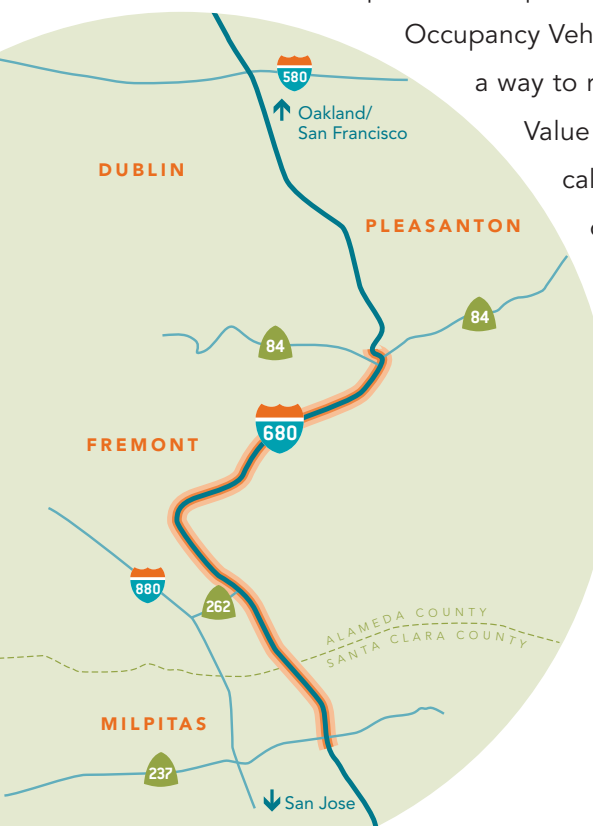 Occupancy Veh
a way to
Value
580
Oakland/
San Francisco
DUBLIN
PLEASANTON
84
84
680
FREMONT
880
262
ALAMEDA COUNTY
SANTA CLARA COUNTY
MILPITAS
237
San Jose